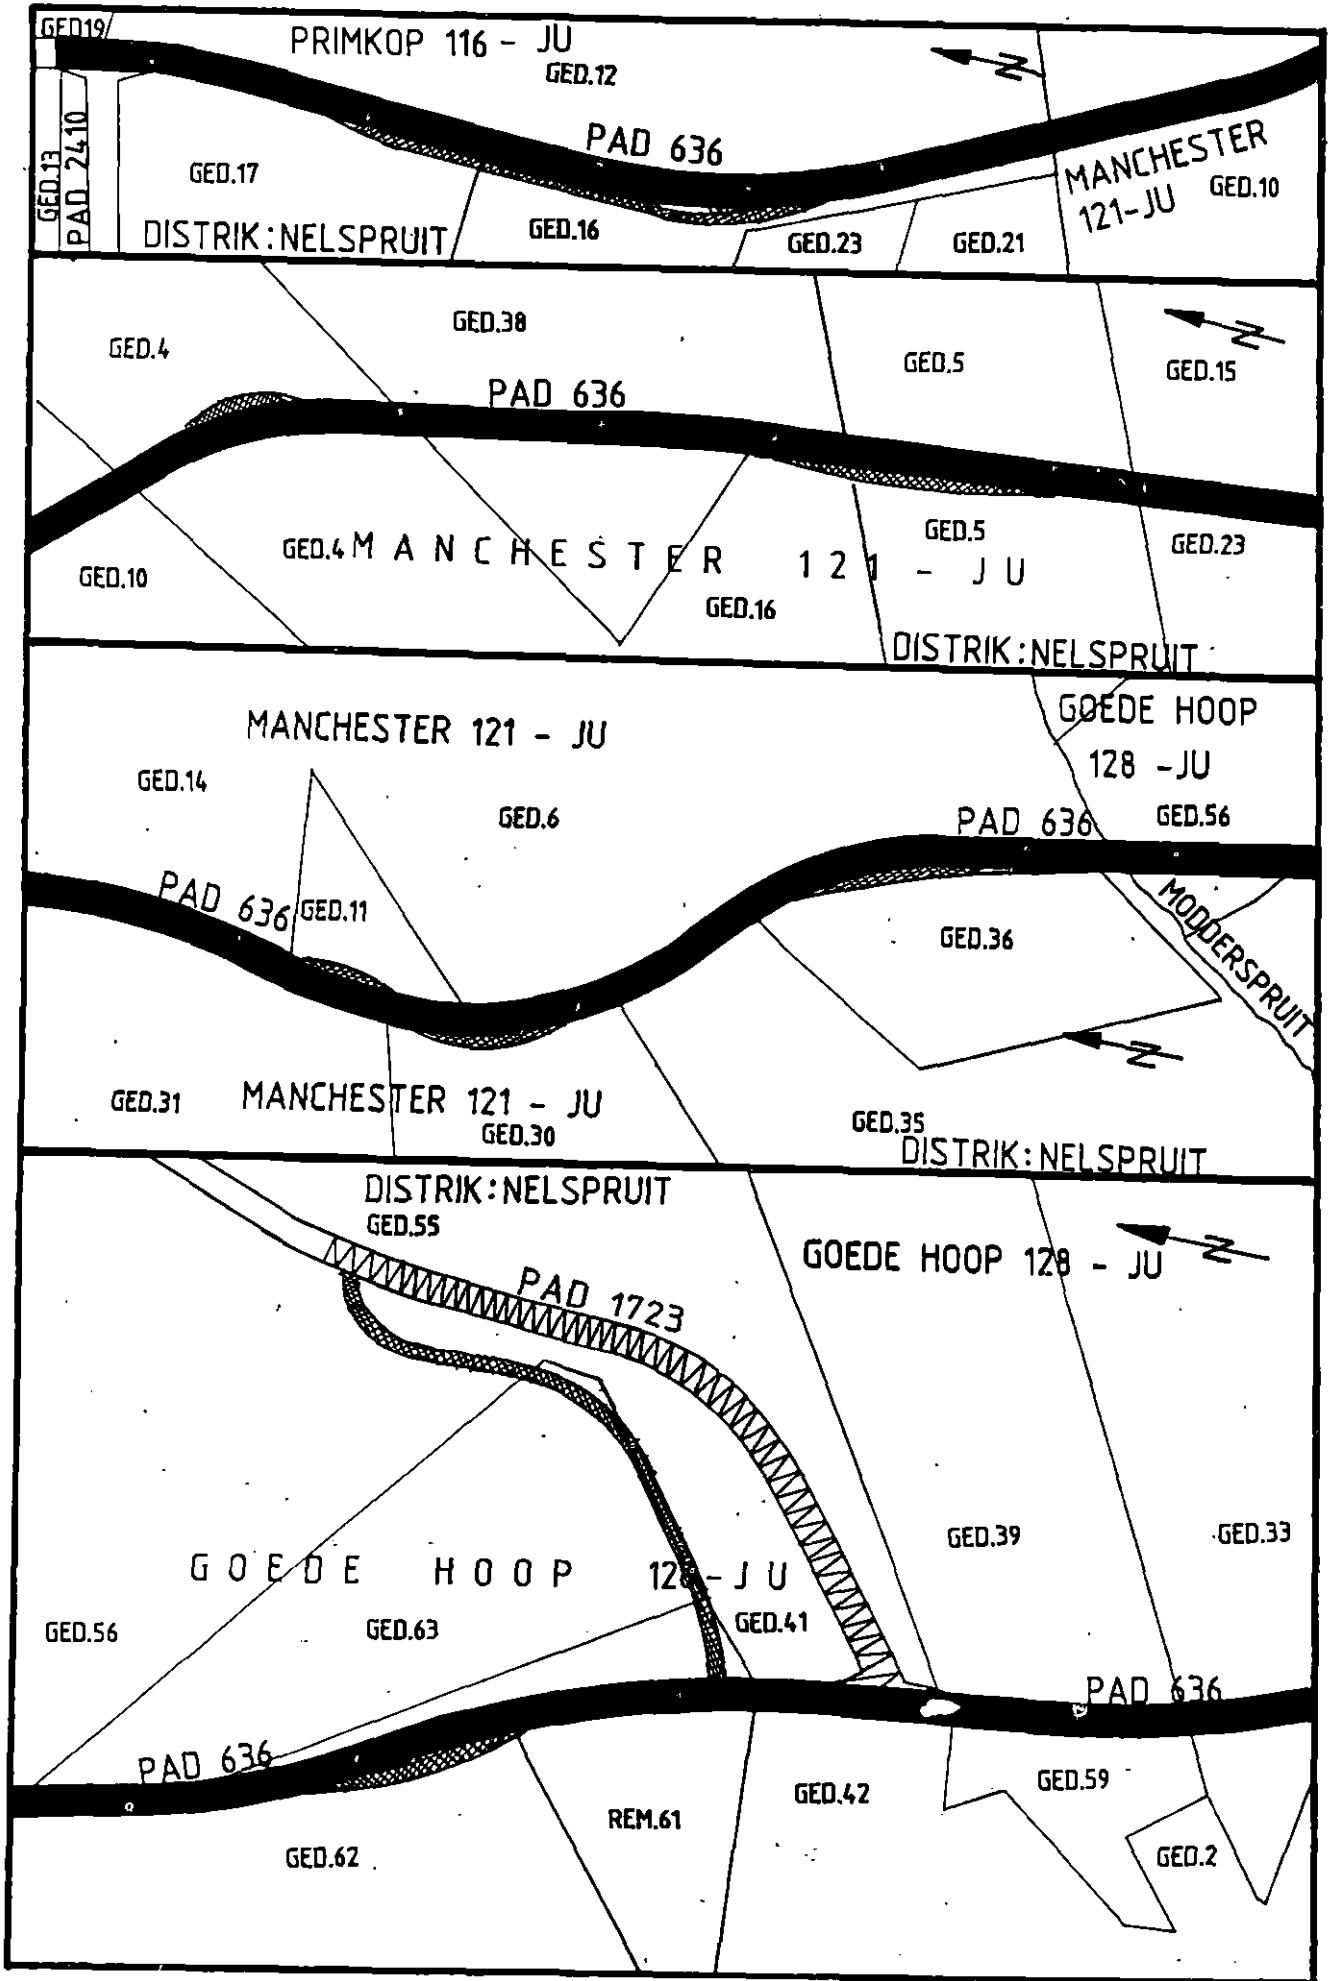 GED.19
PRIMKOP 116 - JU
GED.12
N
PAD 636
GED.13
PAD 2410
GED.17
MANCHESTER
121-JU
GED.10
DISTRIK:NELSPRUIT
GED.16
GED.23
GED.21
GED.38
N
GED.4
GED.5
GED.15
PAD 636
GED.4
MANCHESTER 121 - JU
GED.5
GED.23
GED.10
GED.16
DISTRIK:NELSPRUIT
MANCHESTER 121 - JU
GOEDE HOOP
128 -JU
GED.14
GED.6
PAD 636
GED.56
PAD 636
GED.11
MODDERSPRUIT
GED.36
N
GED.31
MANCHESTER 121 - JU
GED.30
GED.35
DISTRIK:NELSPRUIT
DISTRIK:NELSPRUIT
GED.55
GOEDE HOOP 128 - JU
N
PAD 1723
GED.39
GED.33
GOEDE HOOP 128-JU
GED.56
GED.63
GED.41
PAD 636
PAD 636
GED.42
GED.59
REM.61
GED.62
GED.2